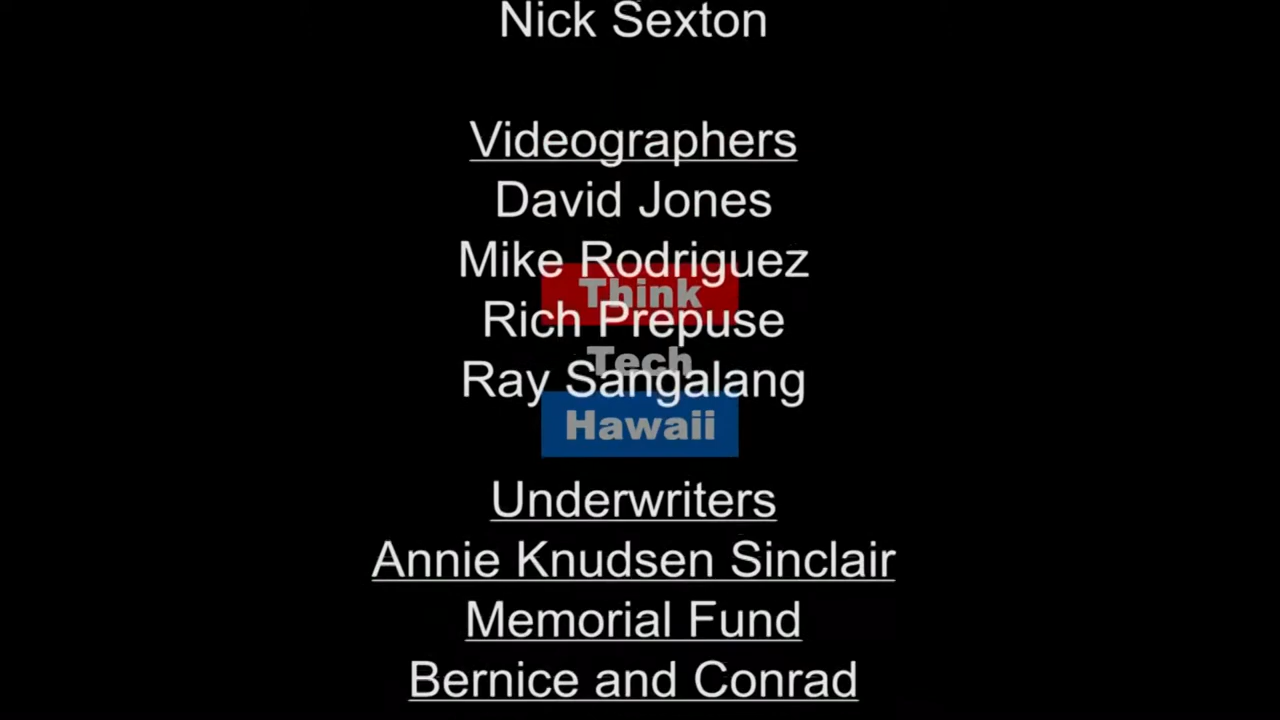 Nick Sexton
Videographers
David Jones
Mike Rodriguez
Think
Rich Prepuse
Tech
Ray Sangalang
Hawaii
Underwriters
Annie Knudsen Sinclair
Memorial Fund
Bernice and Conrad